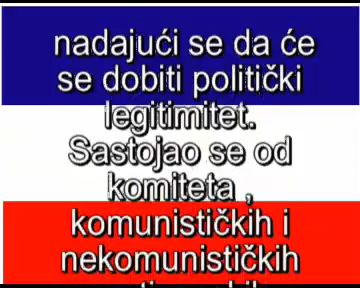 nadajući se da će
se dobiti politički
legitimitet.
Sastojao se od
komiteta ,
komunističkih i
nekomunističkih